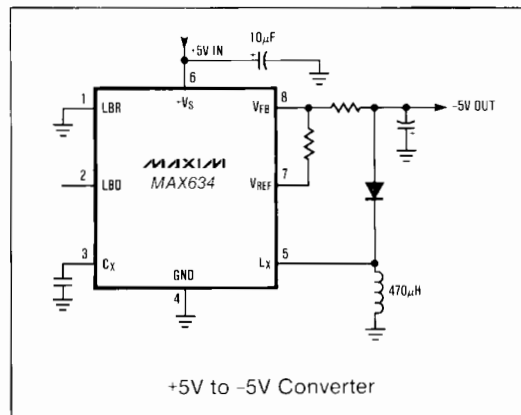 +5V IN
10µF
6
+VS
1
LBR
VFB
8
-5V OUT
MAXIM
MAX634
2
LBD
VREF
7
3
CX
LX
5
GND
4
470µH
+5V to -5V Converter